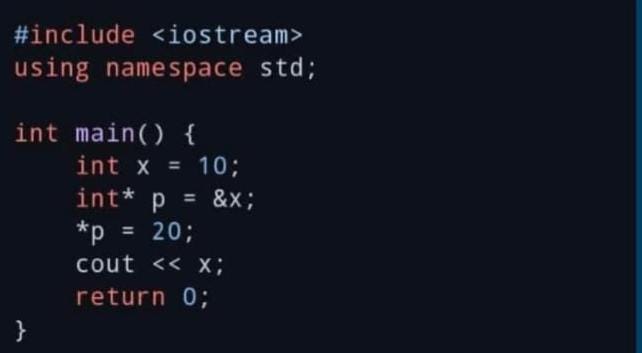 #include <iostream>
using namespace std;

int main() {
    int x = 10;
    int* p = &x;
    *p = 20;
    cout << x;
    return 0;
}